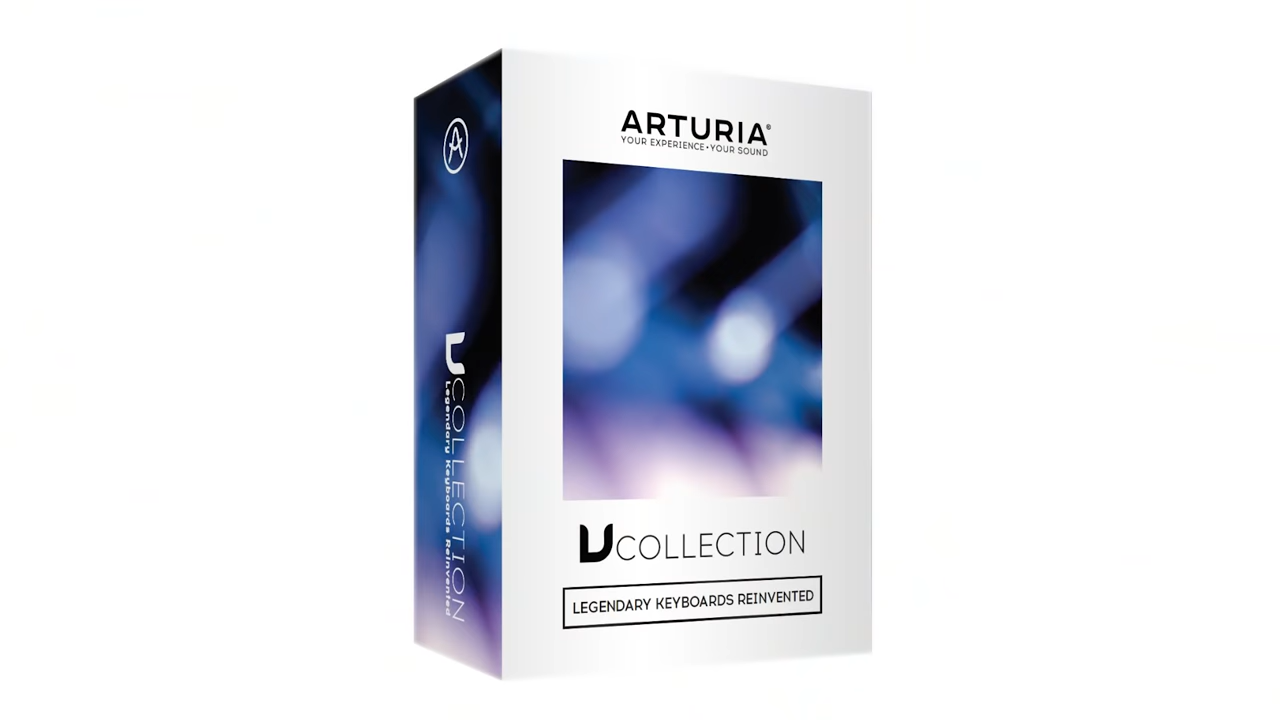 ARTURIA®
YOUR EXPERIENCE • YOUR SOUND
V COLLECTION
LEGENDARY KEYBOARDS REINVENTED
V COLLECTION
Legendary Keyboards Reinvented